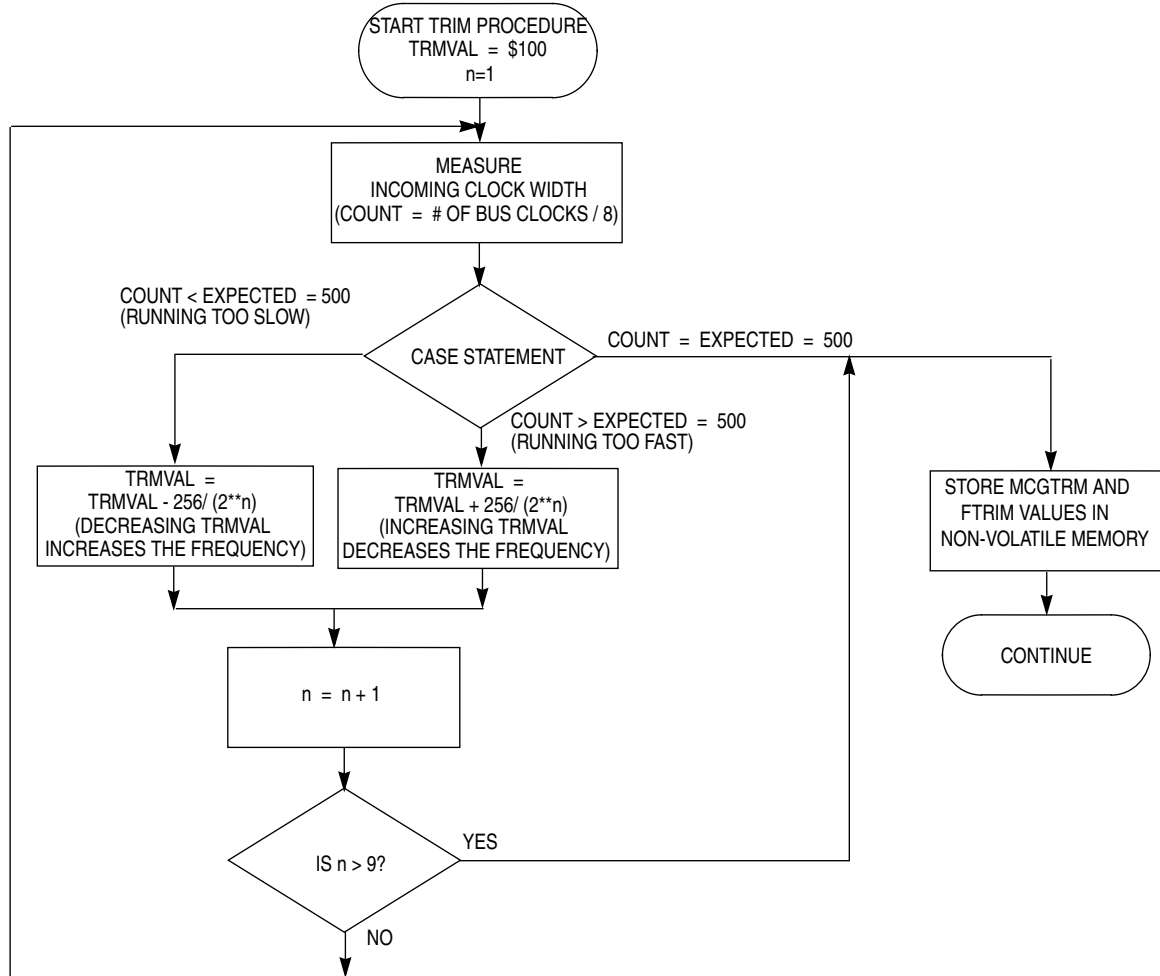 START TRIM PROCEDURE
TRMVAL = $100
n=1
MEASURE
INCOMING CLOCK WIDTH
(COUNT = # OF BUS CLOCKS / 8)
COUNT < EXPECTED = 500
(RUNNING TOO SLOW)
CASE STATEMENT
COUNT = EXPECTED = 500
COUNT > EXPECTED = 500
(RUNNING TOO FAST)
TRMVAL =
TRMVAL - 256/ (2**n)
(DECREASING TRMVAL
INCREASES THE FREQUENCY)
TRMVAL =
TRMVAL + 256/ (2**n)
(INCREASING TRMVAL
DECREASES THE FREQUENCY)
STORE MCGTRM AND
FTRIM VALUES IN
NON-VOLATILE MEMORY
CONTINUE
n = n + 1
IS n > 9?
YES
NO